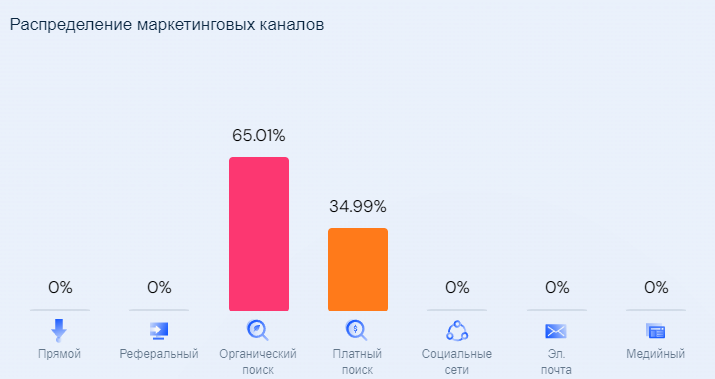 Распределение маркетинговых каналов
65.01%
34.99%
0% 0% 0% 0% 0%
Прямой Реферальный Органический Платный Социальные Эл. Медийный
поиск поиск сети почта